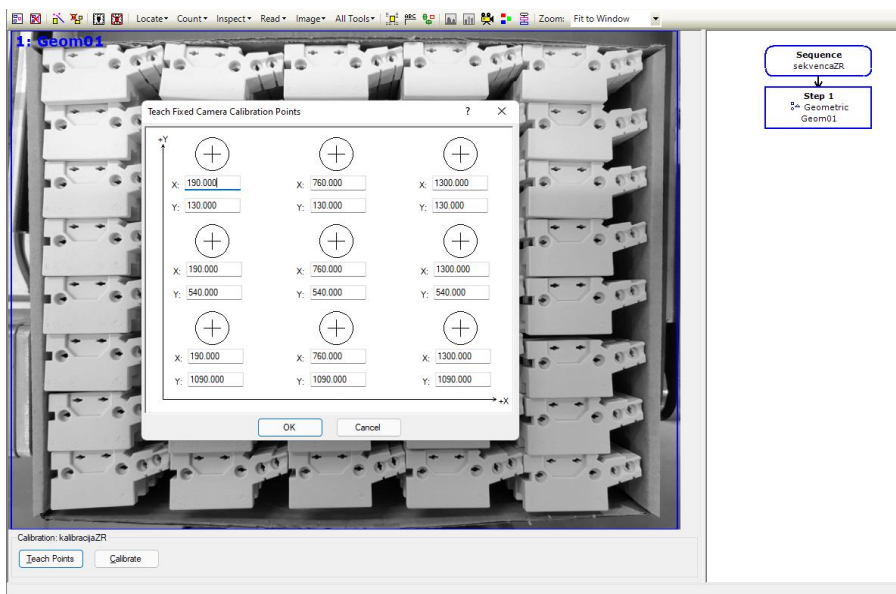 Locate Count Inspect Read Image All Tools Zoom: Fit to Window
1: Geom01
Sequence
sekvencaZR
Step 1
Geometric
Geom01
Teach Fixed Camera Calibration Points ? ×
+Y
X: 190.000 X: 760.000 X: 1300.000
Y: 130.000 Y: 130.000 Y: 130.000
X: 190.000 X: 760.000 X: 1300.000
Y: 540.000 Y: 540.000 Y: 540.000
X: 190.000 X: 760.000 X: 1300.000
Y: 1090.000 Y: 1090.000 Y: 1090.000
+X
OK Cancel
Calibration: kalibracijaZR
Teach Points Calibrate